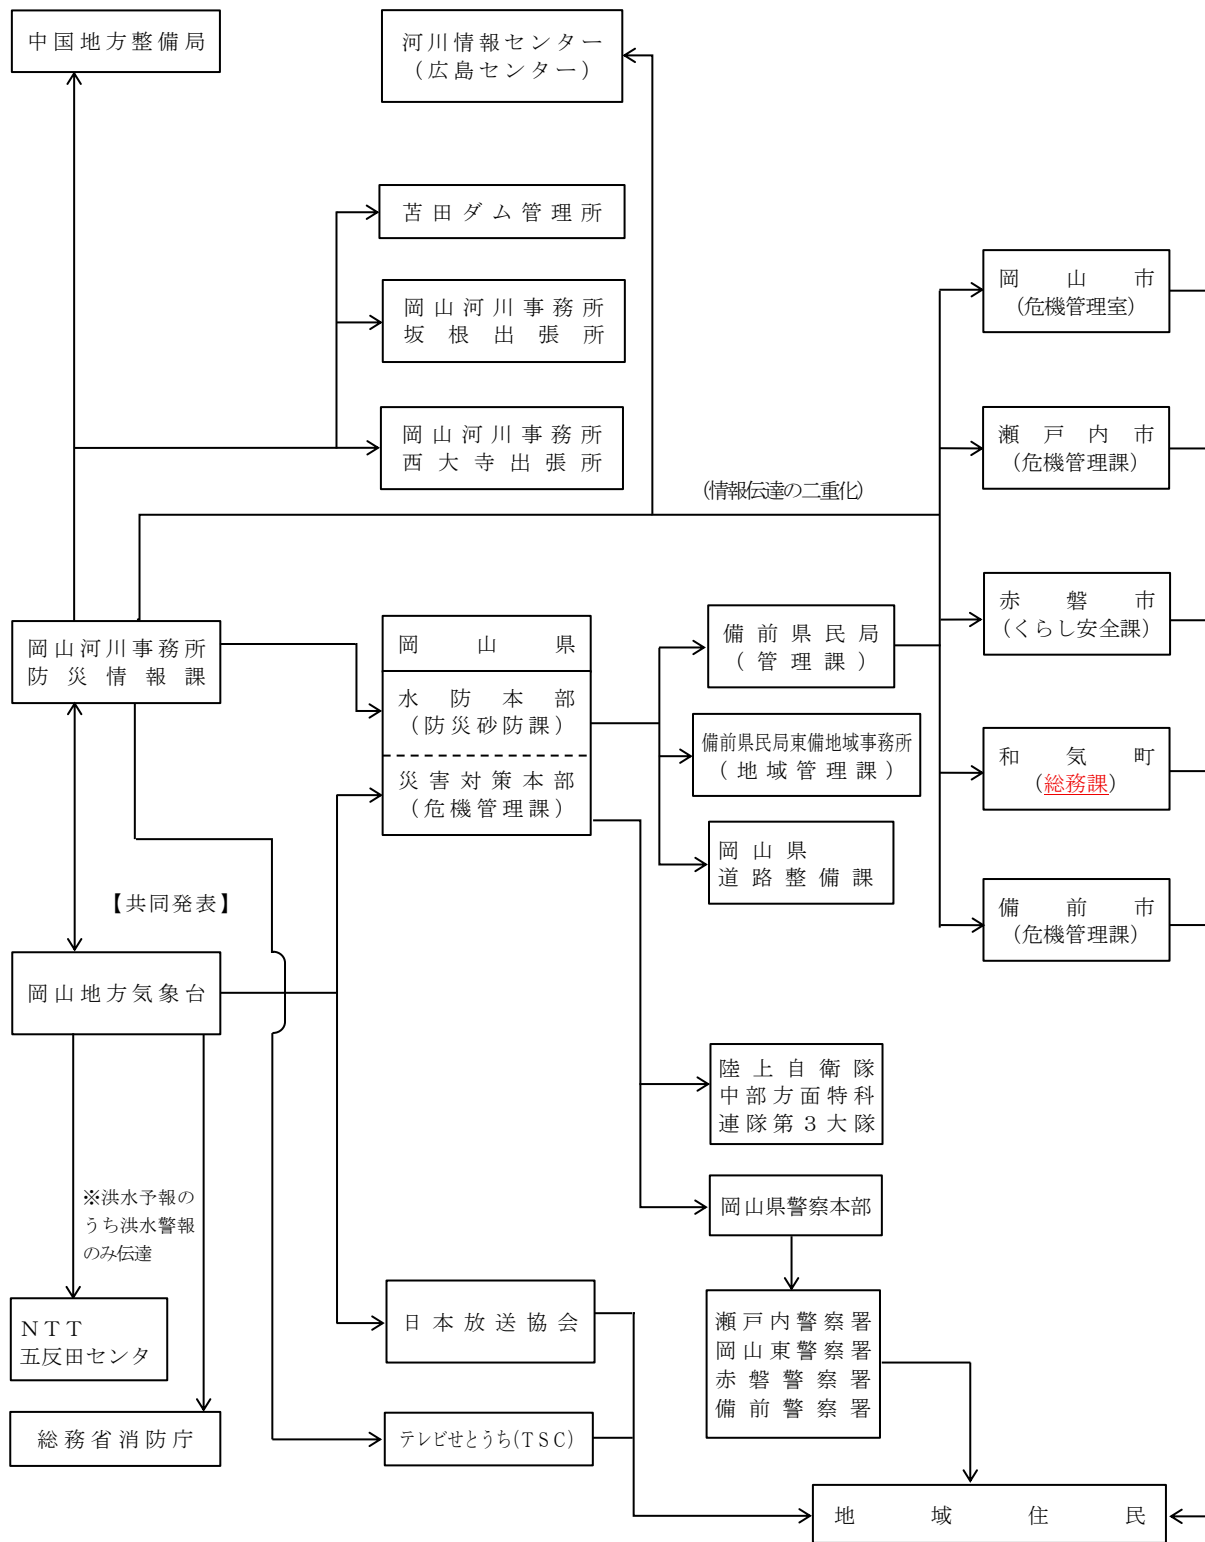 中国地方整備局
河川情報センター
（広島センター）
苫田ダム管理所
岡山河川事務所
坂根出張所
岡山河川事務所
西大寺出張所
岡山市
(危機管理室)
瀬戸内市
(危機管理課)
(情報伝達の二重化)
赤磐市
(くらし安全課)
岡山河川事務所
防災情報課
岡山県
水防本部
（防災砂防課）
災害対策本部
（危機管理課）
備前県民局
（管理課）
備前県民局東備地域事務所
（地域管理課）
岡山県
道路整備課
和気町
(総務課)
備前市
(危機管理課)
【共同発表】
岡山地方気象台
陸上自衛隊
中部方面特科
連隊第３大隊
岡山県警察本部
※洪水予報の
うち洪水警報
のみ伝達
ＮＴＴ
五反田センタ
総務省消防庁
日本放送協会
テレビせとうち(TSC)
瀬戸内警察署
岡山東警察署
赤磐警察署
備前警察署
地域住民